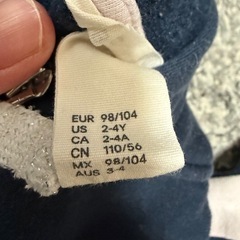 EUR 98/104
US 2-4Y
CA 2-4A
CN 110/56
MX 98/104
AUS 3-4